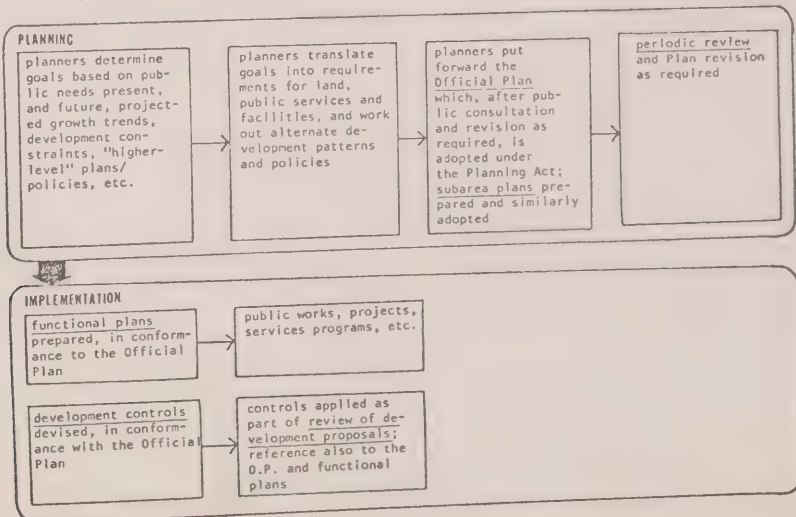 PLANNING
planners determine
goals based on pub-
lic needs present,
and future, project-
ed growth trends,
development con-
straints, "higher-
level" plans/
policies, etc.
planners translate
goals into require-
ments for land,
public services and
facilities, and work
out alternate de-
velopment patterns
and policies
planners put
forward the
Official Plan
which, after pub-
lic consultation
and revision as
required, is
adopted under
the Planning Act;
subarea plans pre-
pared and similarly
adopted
periodic review
and Plan revision
as required
IMPLEMENTATION
functional plans
prepared, in conform-
ance to the Official
Plan
public works, projects,
services programs, etc.
development controls
devised, in conform-
ance with the Official
Plan
controls applied as
part of review of de-
velopment proposals;
reference also to the
O.P. and functional
plans